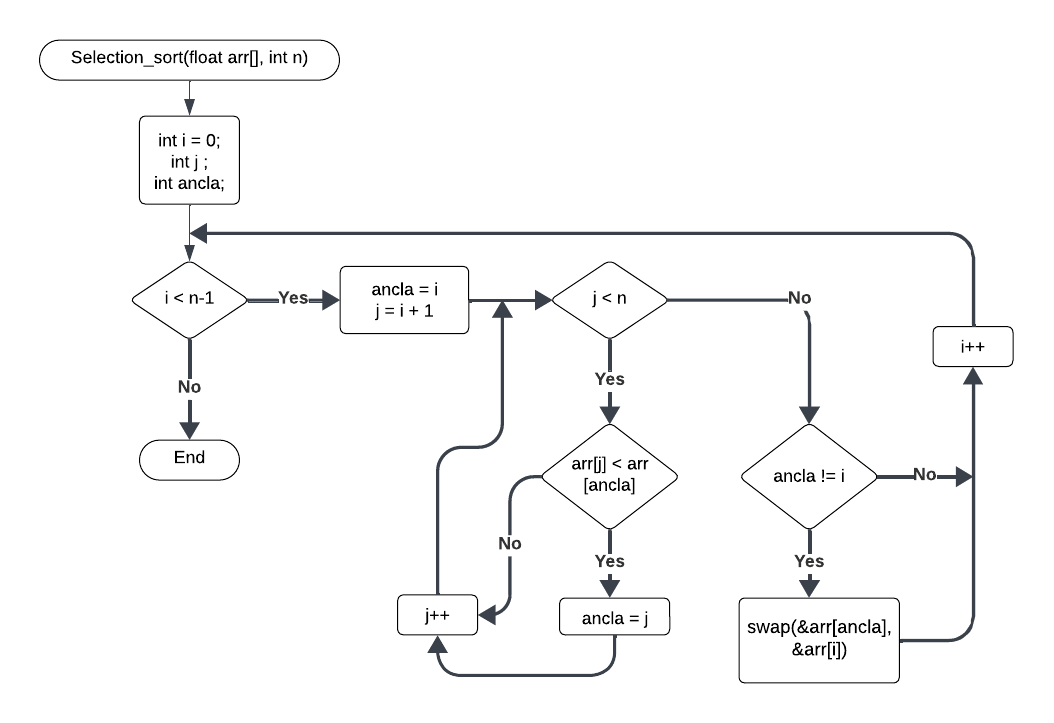 Selection_sort(float arr[], int n)
int i = 0;
int j ;
int ancla;
i < n-1
Yes
ancla = i
j = i + 1
j < n
No
i++
No
End
Yes
arr[j] < arr
[ancla]
ancla != i
No
No
Yes
Yes
j++
ancla = j
swap(&arr[ancla],
&arr[i])